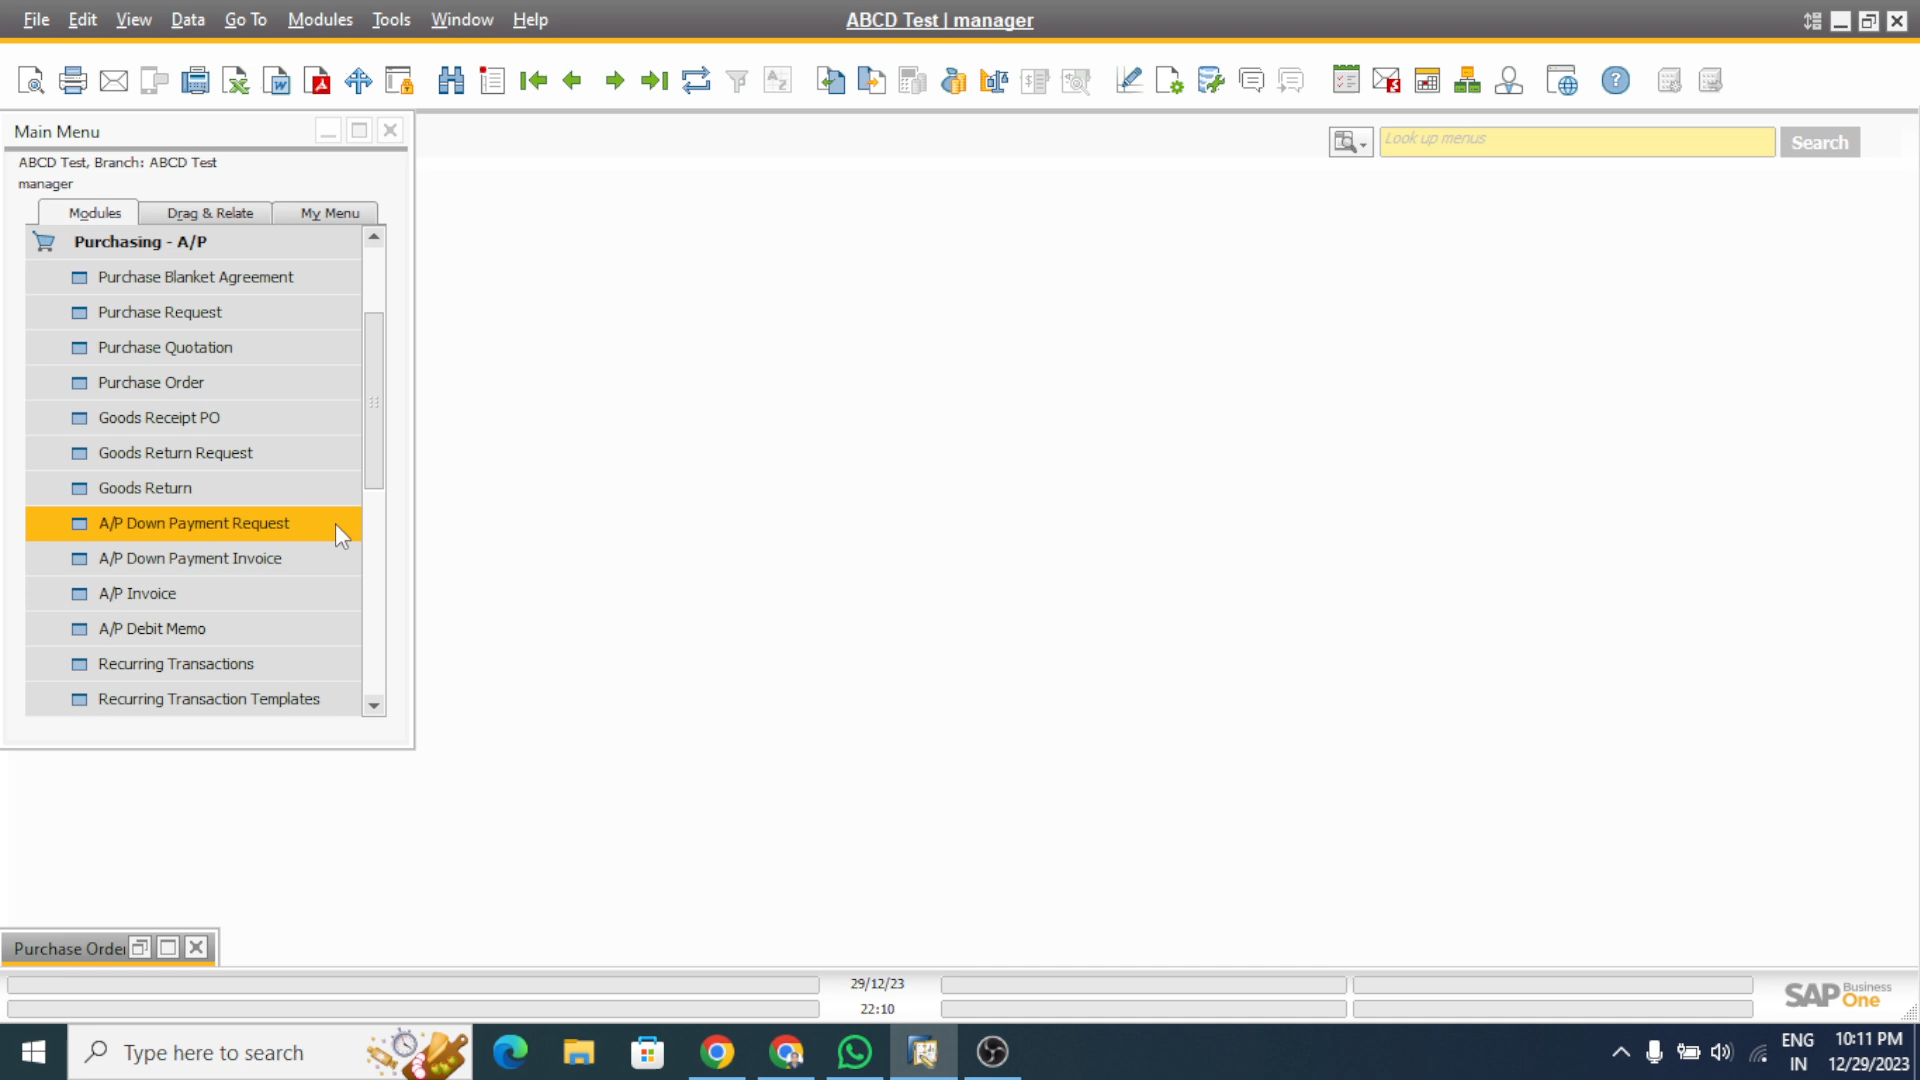 File Edit View Data Go To Modules Tools Window Help
ABCD Test | manager
Main Menu
Look up menus
Search
ABCD Test, Branch: ABCD Test
manager
Modules Drag & Relate My Menu
Purchasing - A/P
Purchase Blanket Agreement
Purchase Request
Purchase Quotation
Purchase Order
Goods Receipt PO
Goods Return Request
Goods Return
A/P Down Payment Request
A/P Down Payment Invoice
A/P Invoice
A/P Debit Memo
Recurring Transactions
Recurring Transaction Templates
Purchase Order
29/12/23
22:10
SAP Business One
Type here to search
ENG
IN
10:11 PM
12/29/2023